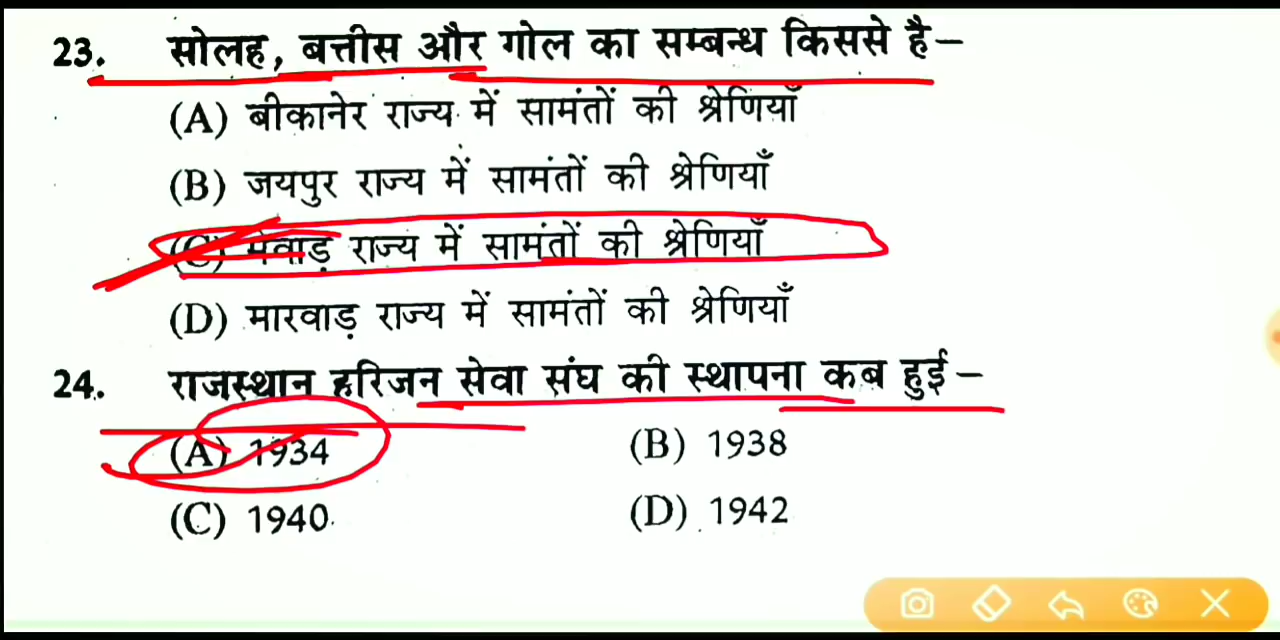 23. सोलह, बत्तीस और गोल का सम्बन्ध किससे है–
(A) बीकानेर राज्य में सामंतों की श्रेणियाँ
(B) जयपुर राज्य में सामंतों की श्रेणियाँ
(C) मेवाड़ राज्य में सामंतों की श्रेणियाँ
(D) मारवाड़ राज्य में सामंतों की श्रेणियाँ
24. राजस्थान हरिजन सेवा संघ की स्थापना कब हुई–
(A) 1934 (B) 1938
(C) 1940 (D) 1942